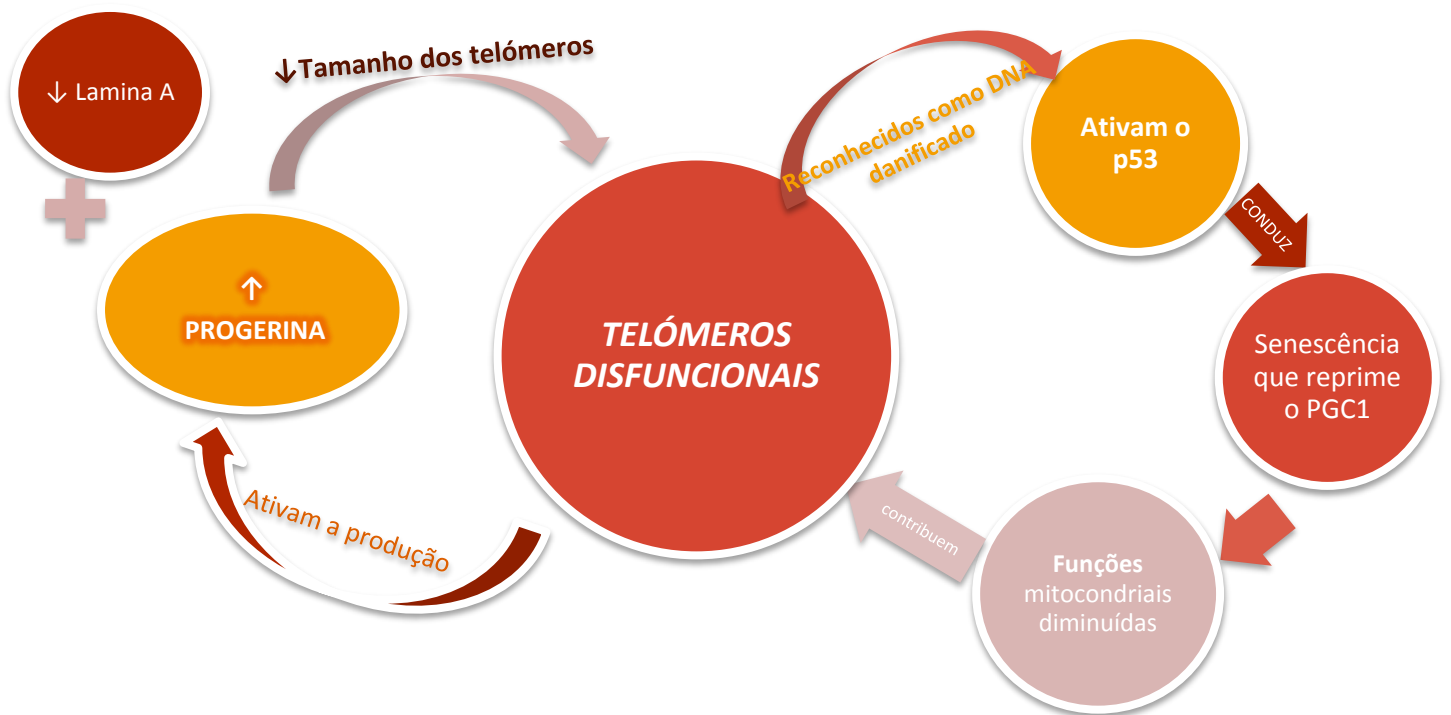 ↓ Lamina A
↓Tamanho dos telómeros
↑
PROGERINA
Ativam a produção
TELÓMEROS
DISFUNCIONAIS
Reconhecidos como DNA
danificado
Ativam o
p53
CONDUZ
Senescência
que reprime
o PGC1
Funções
mitocondriais
diminuídas
contribuem